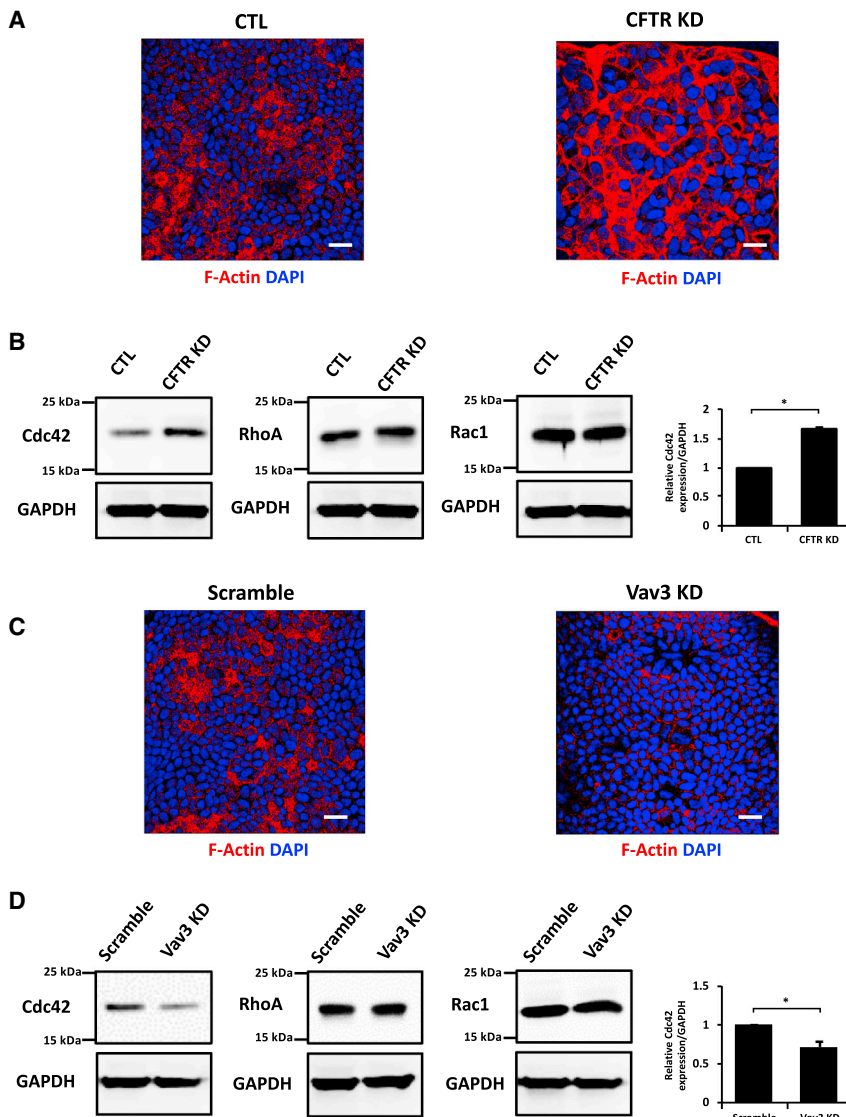 A
CTL
CFTR KD
F-Actin DAPI
F-Actin DAPI
B
CTL
CFTR KD
25 kDa
Cdc42
15 kDa
GAPDH
CTL
CFTR KD
25 kDa
RhoA
15 kDa
GAPDH
CTL
CFTR KD
25 kDa
Rac1
15 kDa
GAPDH
Relative Cdc42
expression/GAPDH
2
1.5
1
0.5
0
*
CTL
CFTR KD
C
Scramble
Vav3 KD
F-Actin DAPI
F-Actin DAPI
D
Scramble
Vav3 KD
25 kDa
Cdc42
15 kDa
GAPDH
Scramble
Vav3 KD
25 kDa
RhoA
15 kDa
GAPDH
Scramble
Vav3 KD
25 kDa
Rac1
15 kDa
GAPDH
Relative Cdc42
expression/GAPDH
1.5
1
0.5
0
*
Scramble
Vav3 KD